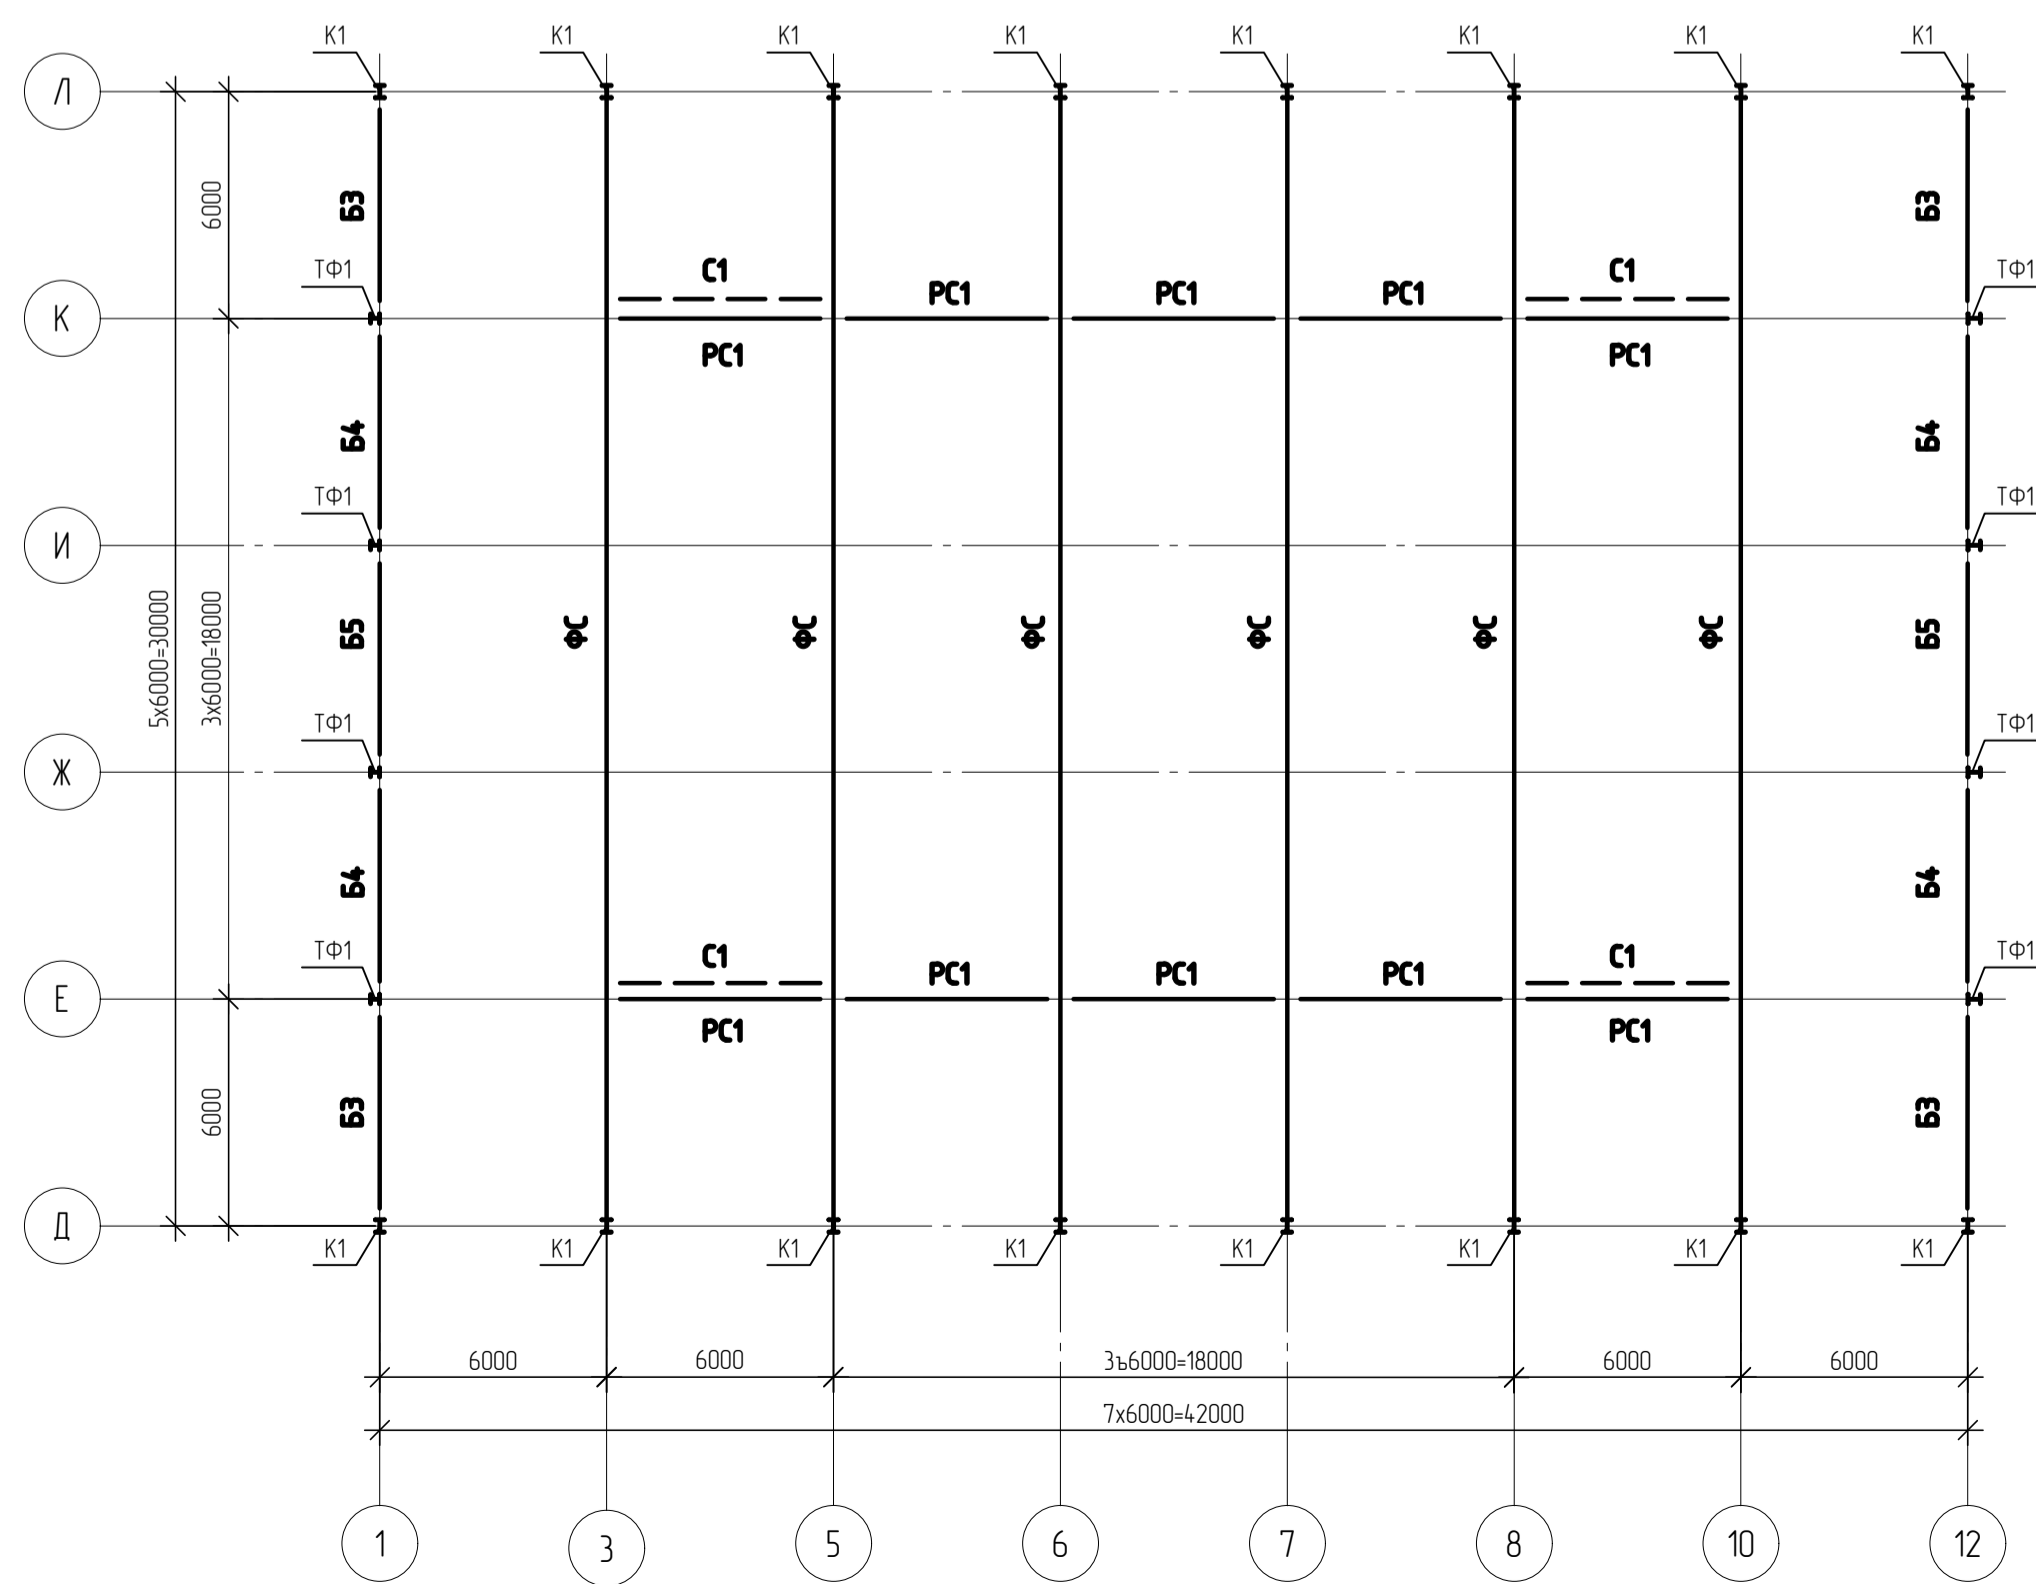 К1 К1 К1 К1 К1 К1 К1 К1
Л
Б3 6000 Б3
С1 С1
ТФ1 ТФ1
РС1 РС1 РС1
К
РС1 РС1
Б4 Б4
ТФ1 ТФ1
И
5х6000=30000 3х6000=18000 Б5 ФС ФС ФС ФС ФС ФС Б5
ТФ1 ТФ1
Ж
Б4 Б4
ТФ1 С1 С1 ТФ1
РС1 РС1 РС1
Е
РС1 РС1
6000 Б3 Б3
Д
К1 К1 К1 К1 К1 К1 К1 К1
6000 6000 3ъ6000=18000 6000 6000
7х6000=42000
1 3 5 6 7 8 10 12